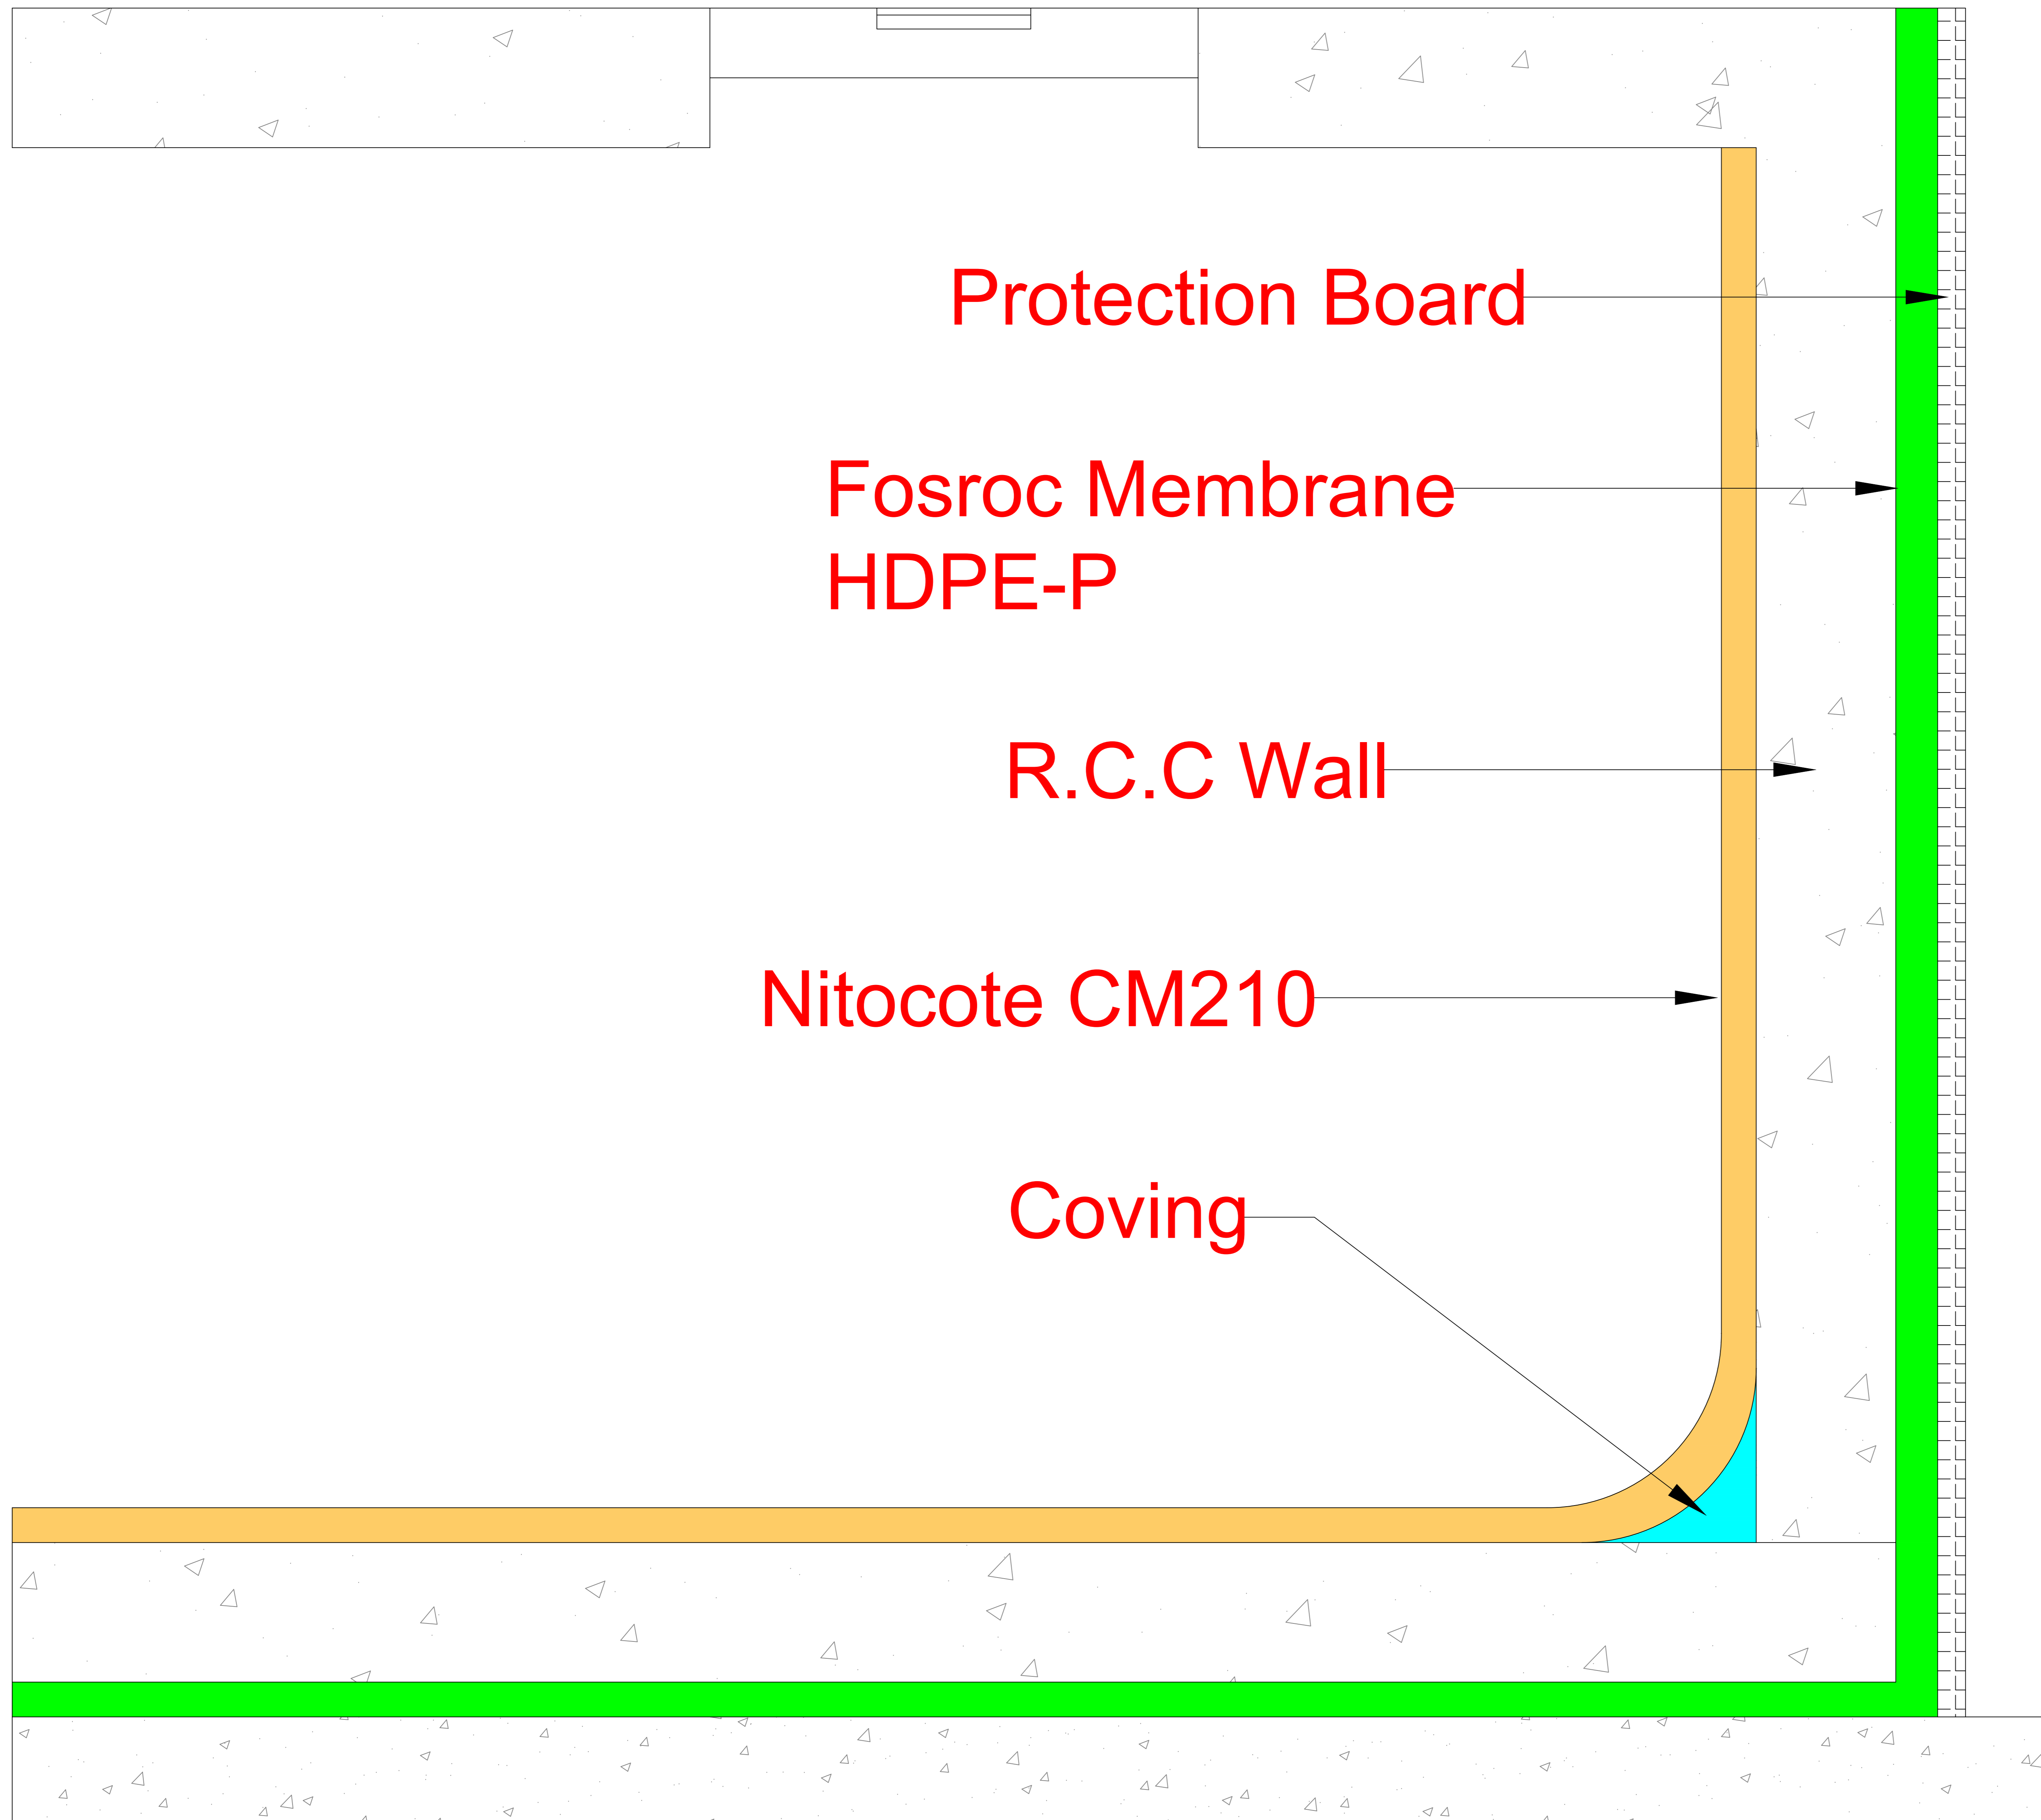 Protection Board
Fosroc Membrane
HDPE-P
R.C.C Wall
Nitocote CM210
Coving